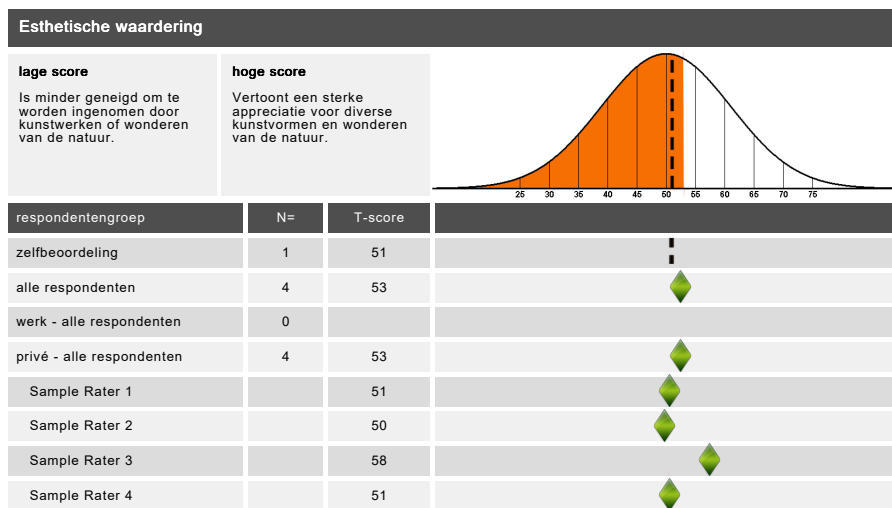 Esthetische waardering
lage score
Is minder geneigd om te
worden ingenomen door
kunstwerken of wonderen
van de natuur.
hoge score
Vertoont een sterke
appreciatie voor diverse
kunstvormen en wonderen
van de natuur.
25 30 35 40 45 50 55 60 65 70 75
respondentengroep N= T-score
zelfbeoordeling 1 51
alle respondenten 4 53
werk - alle respondenten 0
privé - alle respondenten 4 53
Sample Rater 1 51
Sample Rater 2 50
Sample Rater 3 58
Sample Rater 4 51